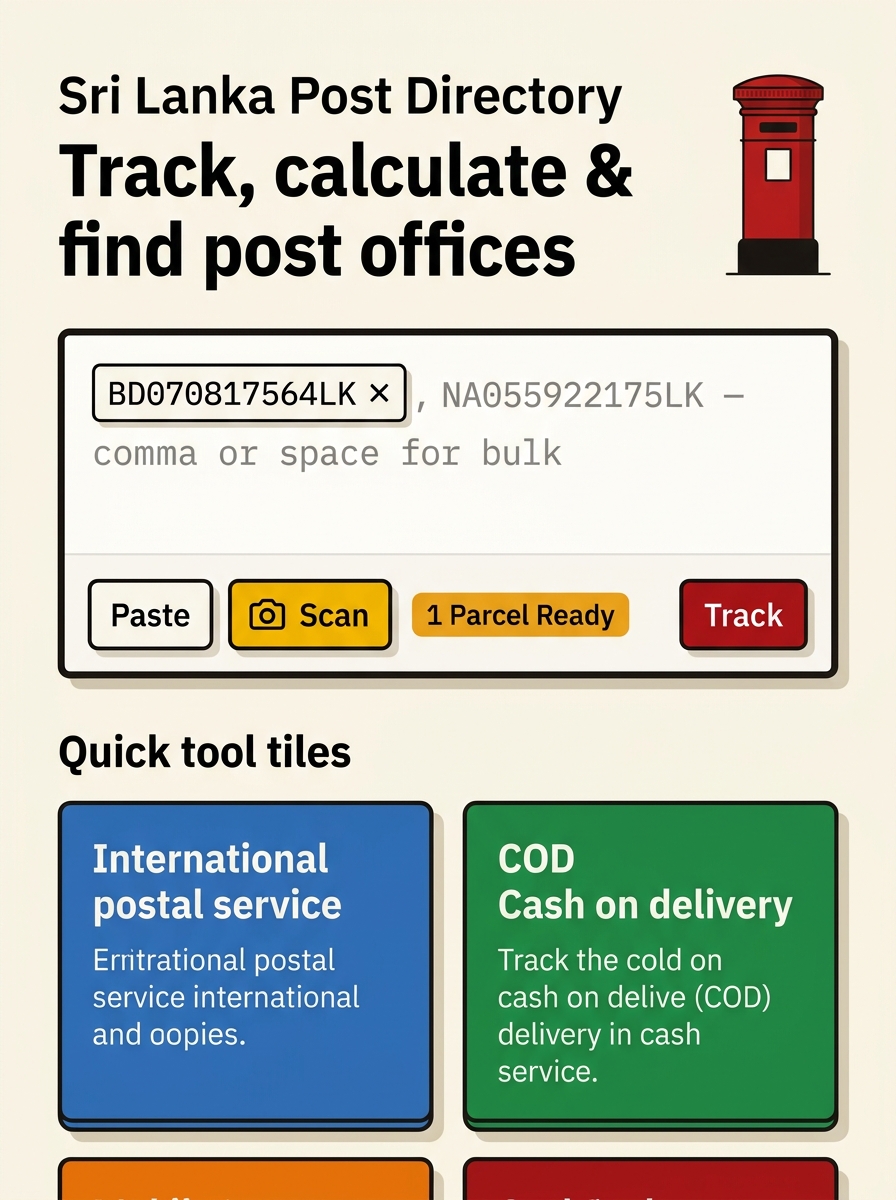 Sri Lanka Post Directory
Track, calculate &
find post offices
BD070817564LK ✕ , NA055922175LK –
comma or space for bulk
Paste
Scan
1 Parcel Ready
Track
Quick tool tiles
International
postal service
Erritrational postal
service international
and oopies.
COD
Cash on delivery
Track the cold on
cash on delive (COD)
delivery in cash
service.